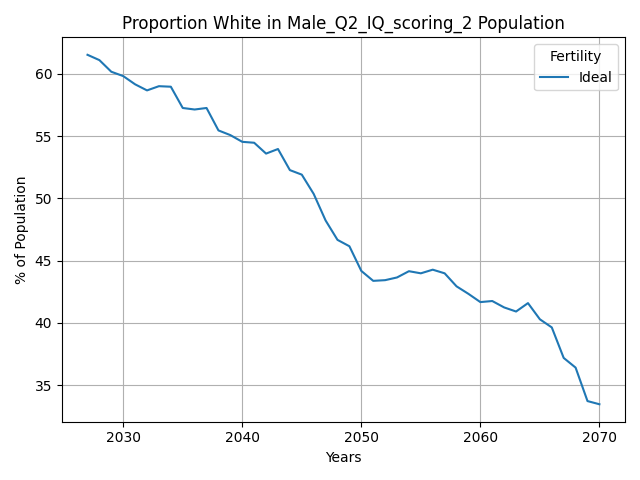 Proportion White in Male_Q2_IQ_scoring_2 Population
Fertility
Ideal
% of Population
60
55
50
45
40
35
2030 2040 2050 2060 2070
Years